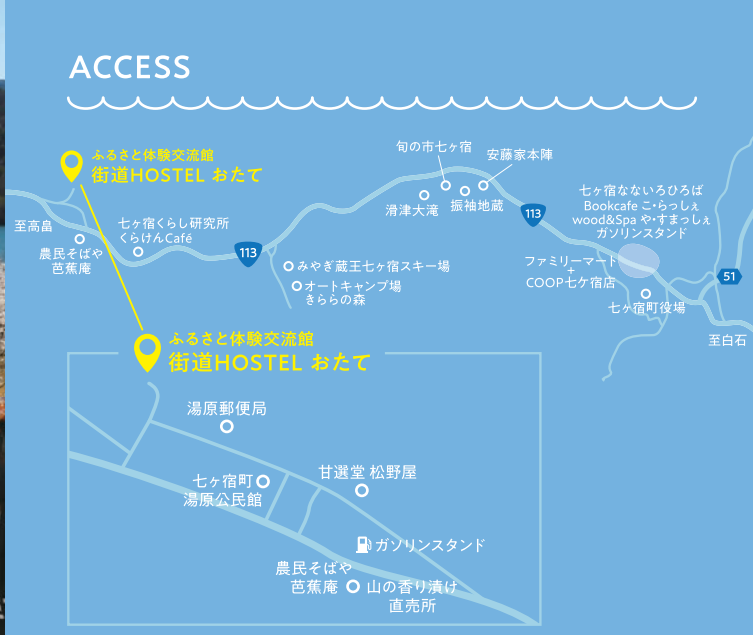 ACCESS
ふるさと体験交流館
街道HOSTEL おたて
旬の市七ヶ宿
安藤家本陣
滑津大滝
振袖地蔵
113
七ヶ宿なないろひろば
Bookcafe こ・らっしぇ
wood&Spa や・すまっしぇ
ガソリンスタンド
至高畠
農民そばや
芭蕉庵
七ヶ宿くらし研究所
くらけんCafé
113
みやぎ蔵王七ヶ宿スキー場
オートキャンプ場
きららの森
ファミリーマート
+
COOP七ケ宿店
51
七ヶ宿町役場
至白石
ふるさと体験交流館
街道HOSTEL おたて
湯原郵便局
七ヶ宿町
湯原公民館
甘選堂 松野屋
ガソリンスタンド
農民そばや
芭蕉庵
山の香り漬け
直売所